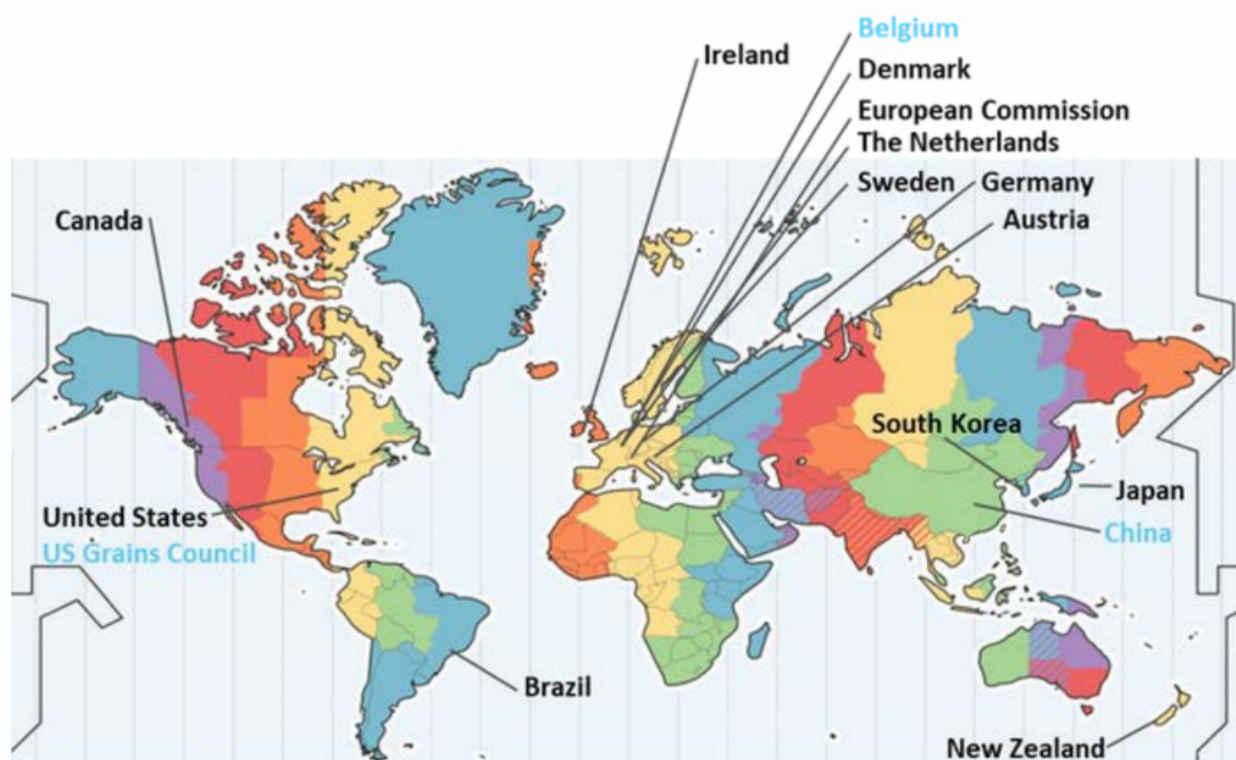 Belgium
Ireland
Denmark
European Commission
The Netherlands
Sweden
Germany
Canada
Austria
South Korea
Japan
United States
China
US Grains Council
Brazil
New Zealand